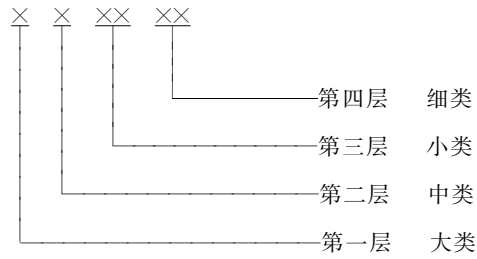 × × ×× ××
第四层 细类
第三层 小类
第二层 中类
第一层 大类